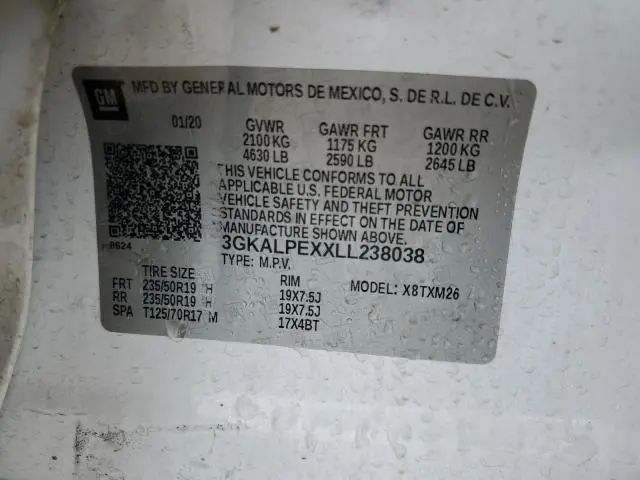 GM MFD BY GENERAL MOTORS DE MEXICO, S. DE R.L. DE C.V.
01/20 GVWR GAWR FRT GAWR RR
2100 KG 1175 KG 1200 KG
4630 LB 2590 LB 2645 LB
THIS VEHICLE CONFORMS TO ALL
APPLICABLE U.S. FEDERAL MOTOR
VEHICLE SAFETY AND THEFT PREVENTION
STANDARDS IN EFFECT ON THE DATE OF
MANUFACTURE SHOWN ABOVE.
8624 3GKALPEXXLL238038
TYPE: M.P.V.
TIRE SIZE RIM MODEL: X8TXM26
FRT 235/50R19 H 19X7.5J
RR 235/50R19 H 19X7.5J
SPA T125/70R17 M 17X4BT